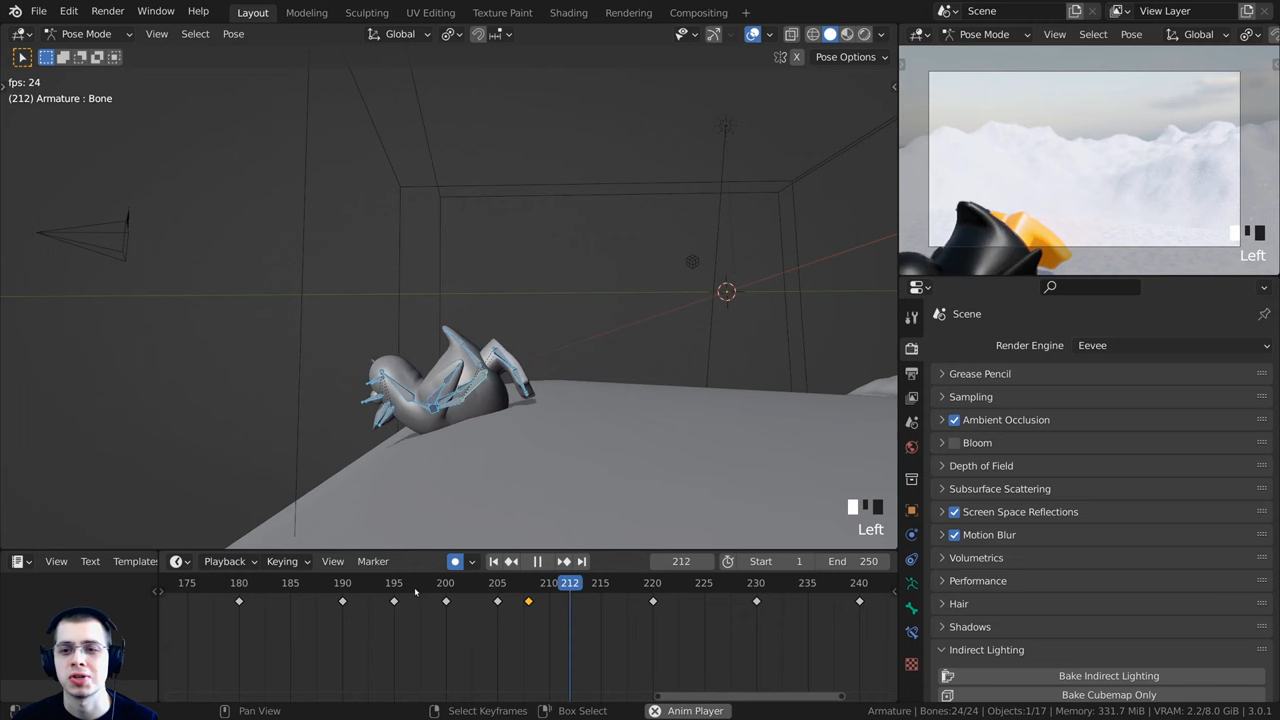 File Edit Render Window Help Layout Modeling Sculpting UV Editing Texture Paint Shading Rendering Animation Compositing + Scene View Layer
Pose Mode View Select Pose Global
Pose Mode View Select Pose Global
X Pose Options
fps: 24
(212) Armature : Bone
Left
Left
Scene
Render Engine Eevee
Grease Pencil
Sampling
Ambient Occlusion
Bloom
Depth of Field
Subsurface Scattering
Screen Space Reflections
Motion Blur
Volumetrics
Performance
Hair
Shadows
Indirect Lighting
Bake Indirect Lighting
Bake Cubemap Only
View Text Templates Playback Keying View Marker 212 Start 1 End 250
175 180 185 190 195 200 205 210 212 215 220 225 230 235 240
Pan View Select Keyframes Box Select Anim Player Armature | Bones:24/24 | Objects:1/17 | Memory: 331.7 MiB | VRAM: 2.2/8.0 GiB | 3.0.1